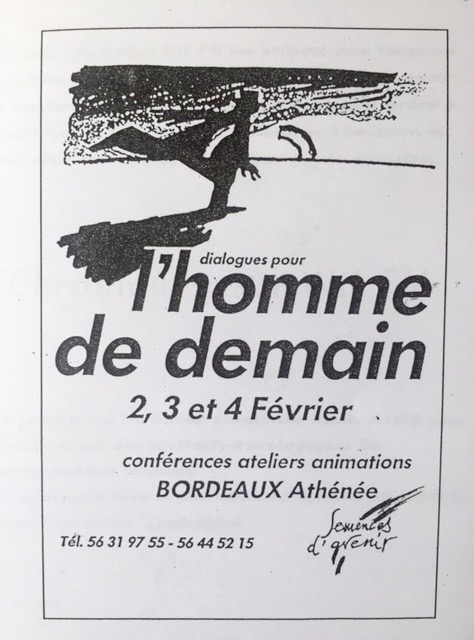 dialogues pour
l'homme
de demain
2, 3 et 4 Février
conférences ateliers animations
BORDEAUX Athénée
Tél. 56 31 97 55 - 56 44 52 15
Semences
d'avenir